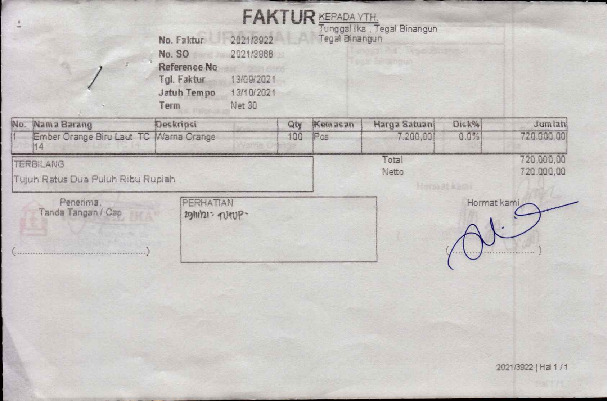 FAKTUR
KEPADA YTH.
Tunggal Ika , Tegal Binangun
Tegal Binangun
No. Faktur 2021/3922
No. SO 2021/3968
Reference No
Tgl. Faktur 13/09/2021
Jatuh Tempo 13/10/2021
Term Net 30
No. Nama Barang Deskripsi Qty Kemasan Harga Satuan Disk% Jumlah
1 Ember Orange Biru Laut TC Warna Orange 100 Pcs 7.200,00 0.0% 720.000,00
14
Total 720.000,00
Netto 720.000,00
TERBILANG
Tujuh Ratus Dua Puluh Ribu Rupiah
Penerima,
Tanda Tangan / Cap
(..............................)
PERHATIAN
TUTUP
Hormat kami
2021/3922 | Hal 1 / 1